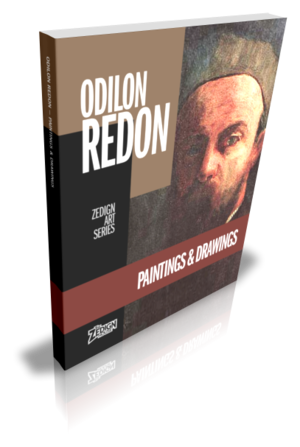 ODILON REDON – PAINTINGS & DRAWINGS
ODILON
REDON
ZEDIGN
ART
SERIES
PAINTINGS & DRAWINGS
ZEDIGN